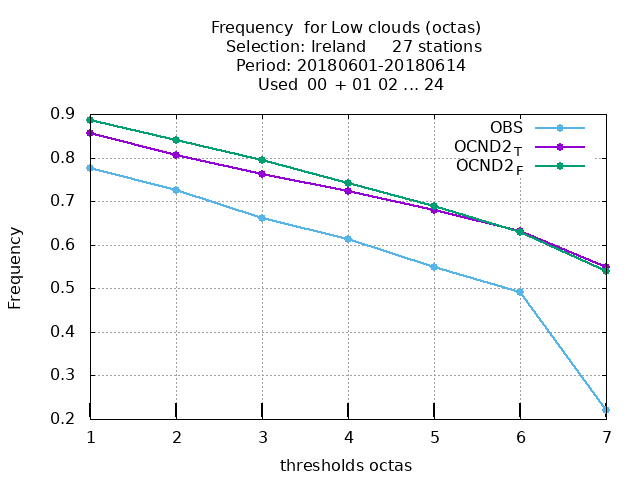 Frequency  for Low clouds (octas)
Selection: Ireland     27 stations
Period: 20180601-20180614
Used  00  + 01 02 ... 24
0.9
0.8
0.7
0.6
0.5
0.4
0.3
0.2
Frequency
OBS
OCND2_T
OCND2_F
1 2 3 4 5 6 7
thresholds octas